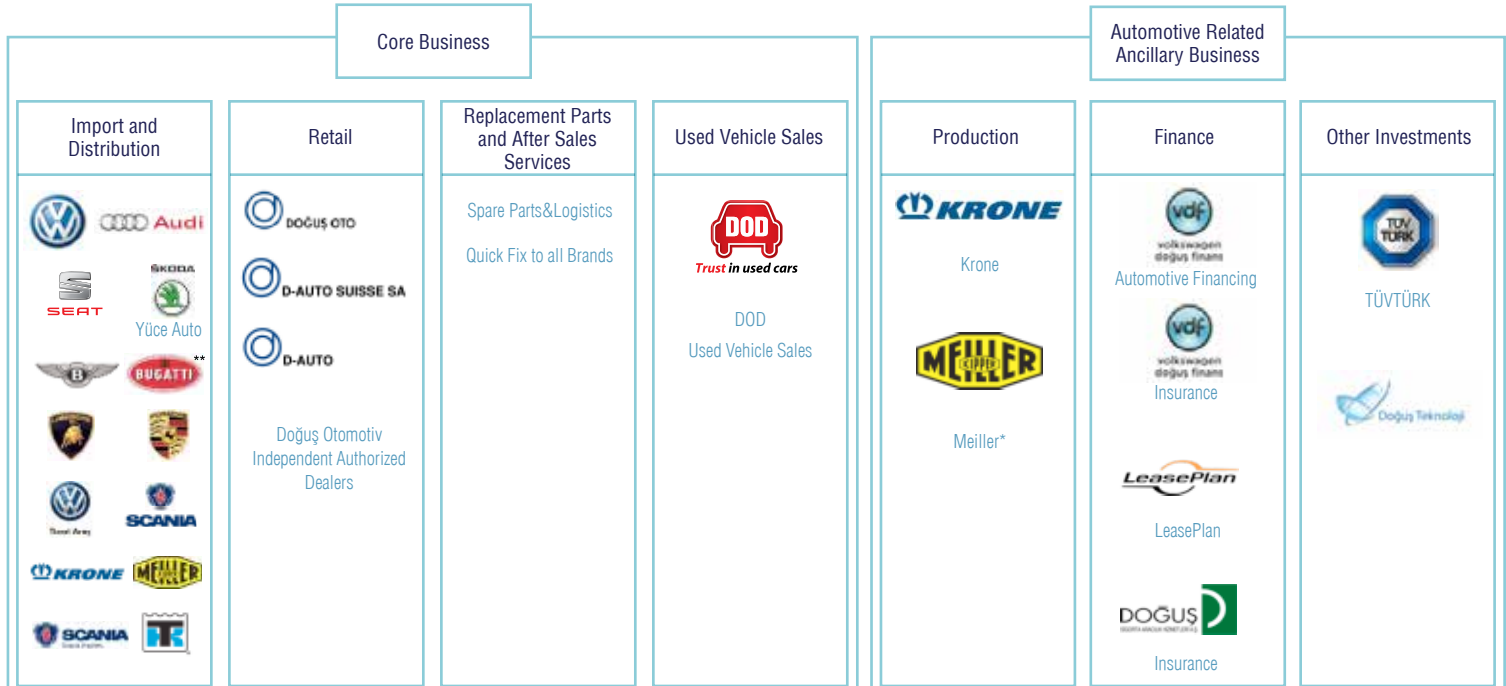 Core Business
Automotive Related
Ancillary Business
Import and
Distribution
Audi
SEAT
ŠKODA
Yüce Auto
B
BUGATTI
**
SCANIA
KRONE
MEILLER
SCANIA
Retail
DOĞUŞ OTO
D-AUTO SUISSE SA
D-AUTO
Doğuş Otomotiv
Independent Authorized
Dealers
Replacement Parts
and After Sales
Services
Spare Parts&Logistics
Quick Fix to all Brands
Used Vehicle Sales
DOD
Trust in used cars
DOD
Used Vehicle Sales
Production
KRONE
Krone
MEILLER
KIPPER
Meiller*
Finance
vdf
volkswagen
doğuş finans
Automotive Financing
vdf
volkswagen
doğuş finans
Insurance
LeasePlan
LeasePlan
DOĞUŞ
Insurance
Other Investments
TÜV
TÜRK
TÜVTÜRK
Doğuş Teknoloji